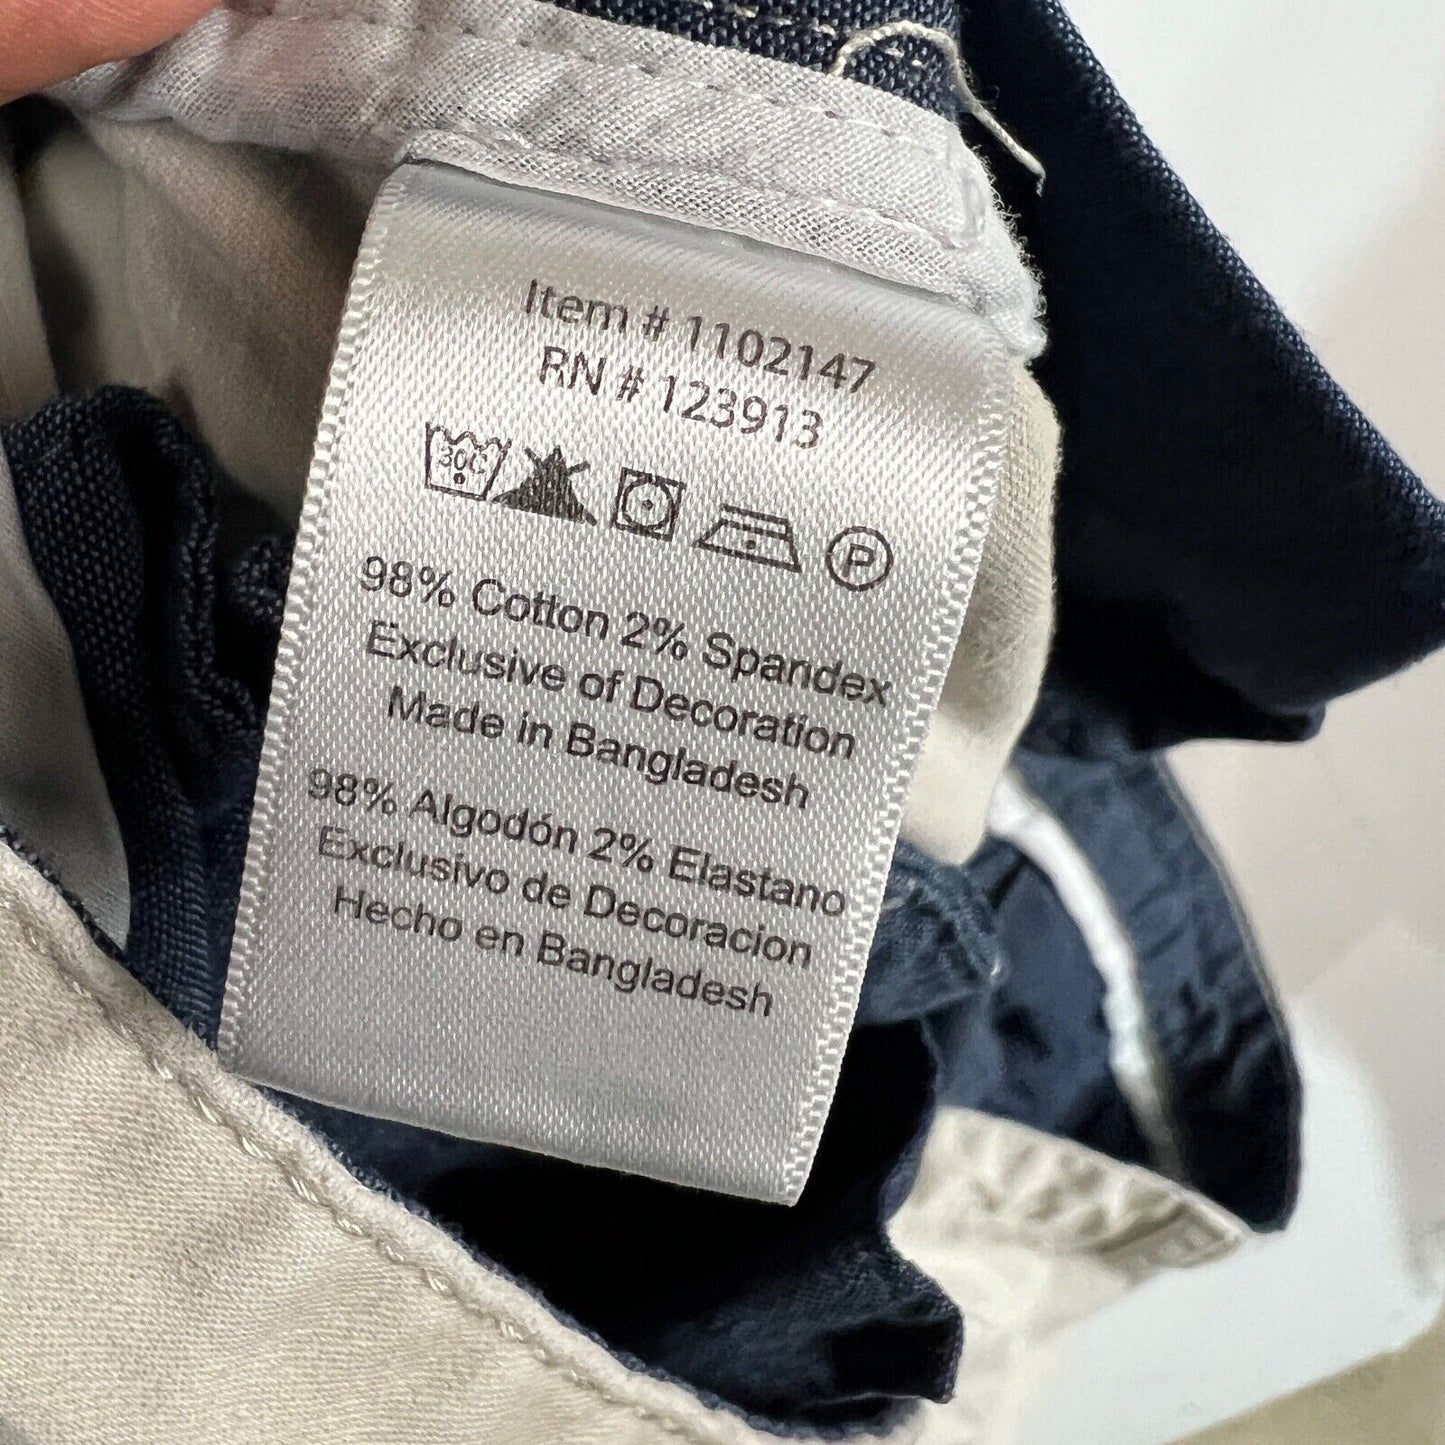 Item # 1102147
RN # 123913
30C P
98% Cotton 2% Spandex
Exclusive of Decoration
Made in Bangladesh
98% Algodón 2% Elastano
Exclusivo de Decoracion
Hecho en Bangladesh